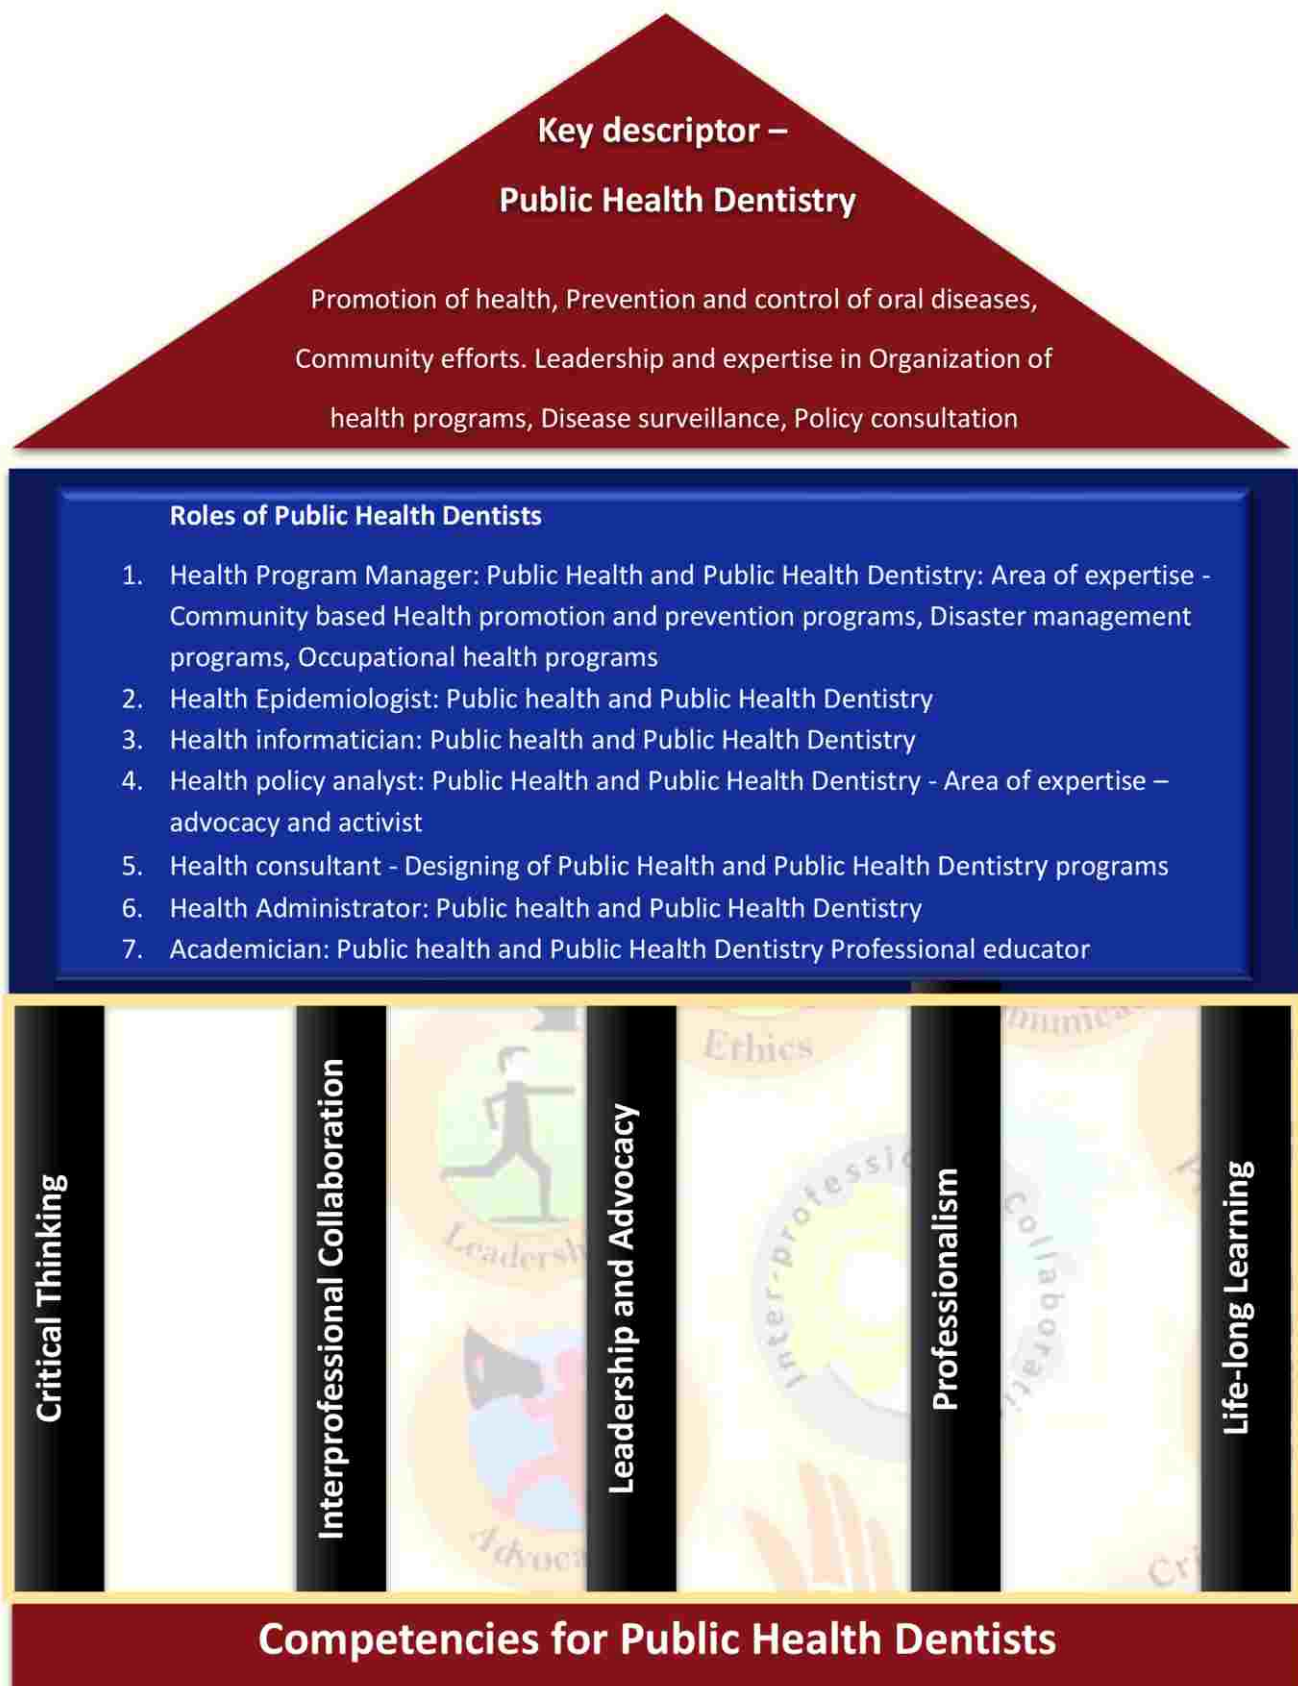 Key descriptor –
Public Health Dentistry
Promotion of health, Prevention and control of oral diseases,
Community efforts. Leadership and expertise in Organization of
health programs, Disease surveillance, Policy consultation
Roles of Public Health Dentists
1. Health Program Manager: Public Health and Public Health Dentistry: Area of expertise -
Community based Health promotion and prevention programs, Disaster management
programs, Occupational health programs
2. Health Epidemiologist: Public health and Public Health Dentistry
3. Health informatician: Public health and Public Health Dentistry
4. Health policy analyst: Public Health and Public Health Dentistry - Area of expertise –
advocacy and activist
5. Health consultant - Designing of Public Health and Public Health Dentistry programs
6. Health Administrator: Public health and Public Health Dentistry
7. Academician: Public health and Public Health Dentistry Professional educator
Critical Thinking
Interprofessional Collaboration
Leadership and Advocacy
Professionalism
Life-long Learning
Ethics
Competencies for Public Health Dentists